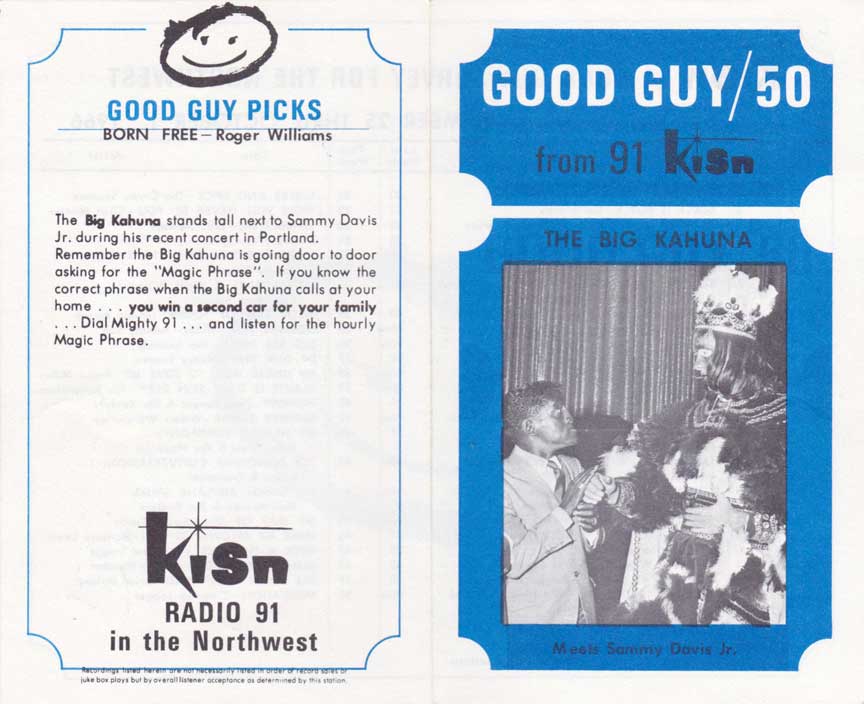 GOOD GUY PICKS
BORN FREE – Roger Williams
The Big Kahuna stands tall next to Sammy Davis
Jr. during his recent concert in Portland.
Remember the Big Kahuna is going door to door
asking for the "Magic Phrase". If you know the
correct phrase when the Big Kahuna calls at your
home . . . you win a second car for your family
. . . Dial Mighty 91 . . . and listen for the hourly
Magic Phrase.
kisn
RADIO 91
in the Northwest
Recordings listed herein are not necessarily listed in order of record sales or
juke box plays but by overall listener acceptance as determined by this station.
GOOD GUY/50
from 91 kisn
THE BIG KAHUNA
Meets Sammy Davis Jr.